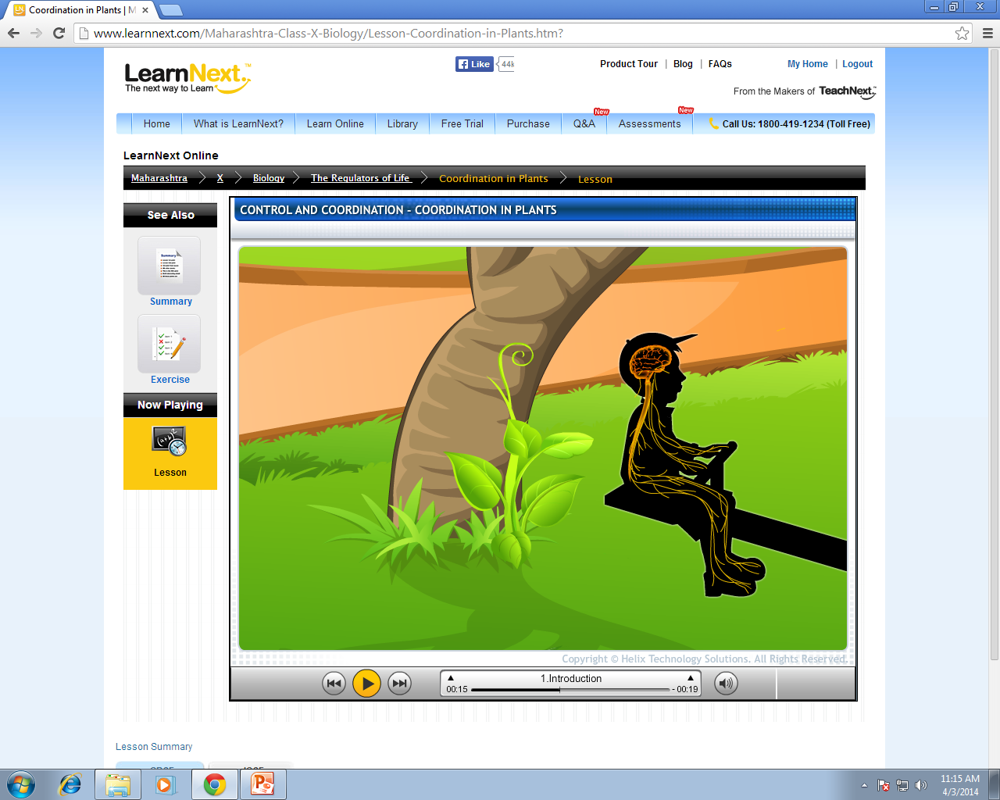 Coordination in Plants | M
www.learnnext.com/Maharashtra-Class-X-Biology/Lesson-Coordination-in-Plants.htm?
LearnNext.™
The next way to Learn
Like 44k
Product Tour | Blog | FAQs
My Home | Logout
From the Makers of TeachNext.™
Home
What is LearnNext?
Learn Online
Library
Free Trial
Purchase
Q&A
New
Assessments
New
Call Us: 1800-419-1234 (Toll Free)
LearnNext Online
Maharashtra
X
Biology
The Regulators of Life
Coordination in Plants
Lesson
See Also
Summary
Summary
Exercise
Now Playing
Lesson
CONTROL AND COORDINATION - COORDINATION IN PLANTS
Copyright © Helix Technology Solutions. All Rights Reserved.
1.Introduction
00:15
- 00:19
Lesson Summary
11:15 AM
4/3/2014